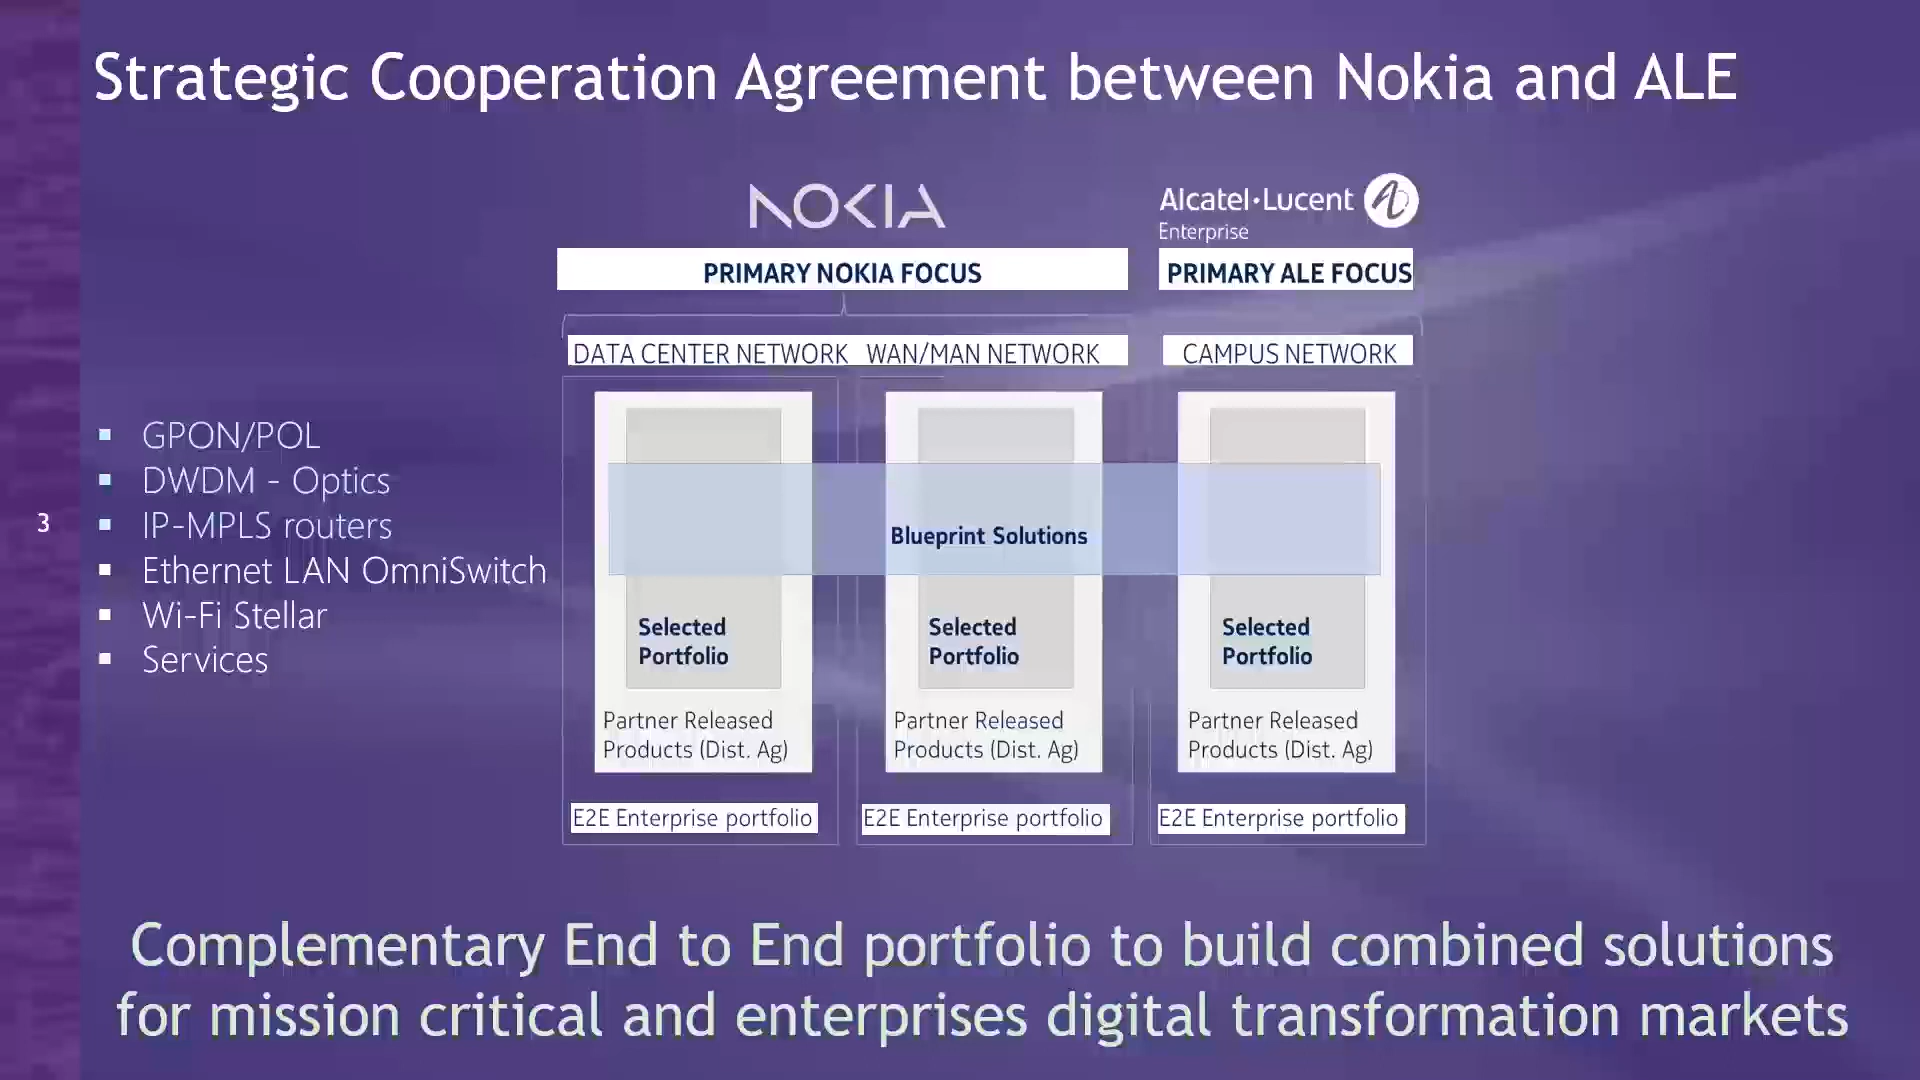 Strategic Cooperation Agreement between Nokia and ALE
NOKIA
Alcatel·Lucent
Enterprise
PRIMARY NOKIA FOCUS
PRIMARY ALE FOCUS
DATA CENTER NETWORK
WAN/MAN NETWORK
CAMPUS NETWORK
▪ GPON/POL
▪ DWDM - Optics
▪ IP-MPLS routers
▪ Ethernet LAN OmniSwitch
▪ Wi-Fi Stellar
▪ Services
3
Blueprint Solutions
Selected
Portfolio
Partner Released
Products (Dist. Ag)
E2E Enterprise portfolio
Selected
Portfolio
Partner Released
Products (Dist. Ag)
E2E Enterprise portfolio
Selected
Portfolio
Partner Released
Products (Dist. Ag)
E2E Enterprise portfolio
Complementary End to End portfolio to build combined solutions
for mission critical and enterprises digital transformation markets